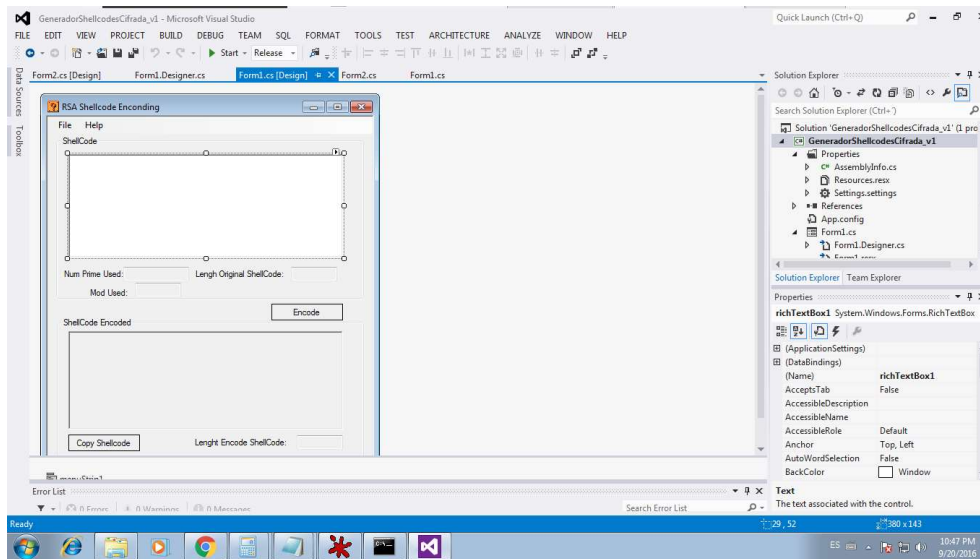 GeneradorShellcodesCifrada_v1 - Microsoft Visual Studio
Quick Launch (Ctrl+Q)
FILE EDIT VIEW PROJECT BUILD DEBUG TEAM SQL FORMAT TOOLS TEST ARCHITECTURE ANALYZE WINDOW HELP
Start - Release
Form2.cs [Design] Form1.Designer.cs Form1.cs [Design] Form2.cs Form1.cs
Data Sources
Toolbox
RSA Shellcode Enconding
File Help
ShellCode
Num Prime Used:
Lengh Original ShellCode:
Mod Used:
Encode
ShellCode Encoded
Copy Shellcode
Lenght Encode ShellCode:
menuStrip1
Error List
0 Errors 0 Warnings 0 Messages
Search Error List
Ready
29 , 52
380 x 143
Solution Explorer
Search Solution Explorer (Ctrl+')
Solution 'GeneradorShellcodesCifrada_v1' (1 pro
GeneradorShellcodesCifrada_v1
Properties
AssemblyInfo.cs
Resources.resx
Settings.settings
References
App.config
Form1.cs
Form1.Designer.cs
Form1.resx
Solution Explorer Team Explorer
Properties
richTextBox1 System.Windows.Forms.RichTextBox
(ApplicationSettings)
(DataBindings)
(Name) richTextBox1
AcceptsTab False
AccessibleDescription
AccessibleName
AccessibleRole Default
Anchor Top, Left
AutoWordSelection False
BackColor Window
Text
The text associated with the control.
ES
10:47 PM